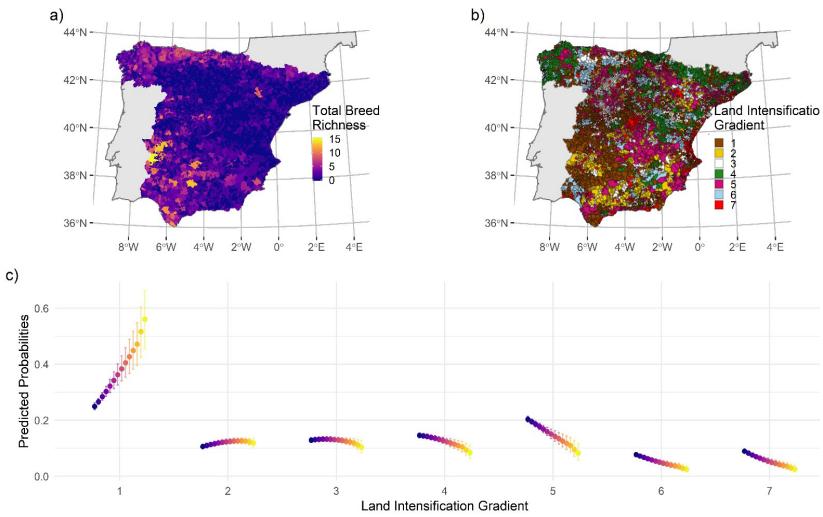 a)
44°N
42°N
40°N
38°N
36°N
8°W 6°W 4°W 2°W 0° 2°E 4°E
Total Breed
Richness
15
10
5
0
b)
44°N
42°N
40°N
38°N
36°N
8°W 6°W 4°W 2°W 0° 2°E 4°E
Land Intensificatio
Gradient
1
2
3
4
5
6
7
c)
Predicted Probabilities
0.6
0.4
0.2
0.0
1 2 3 4 5 6 7
Land Intensification Gradient